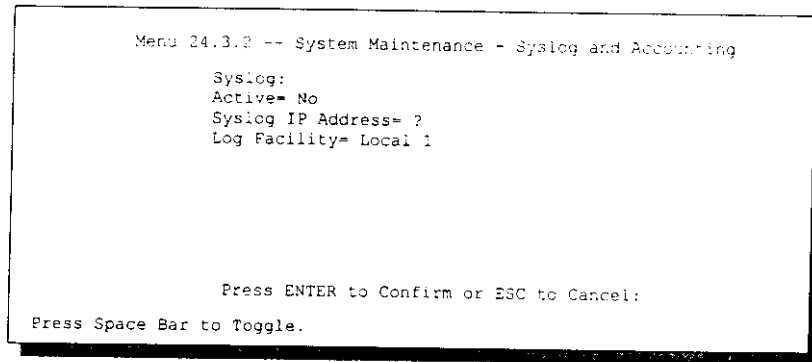 Menu 24.3.2 -- System Maintenance - Syslog and Accounting
Syslog:
Active= No
Syslog IP Address= ?
Log Facility= Local 1
Press ENTER to Confirm or ESC to Cancel:
Press Space Bar to Toggle.